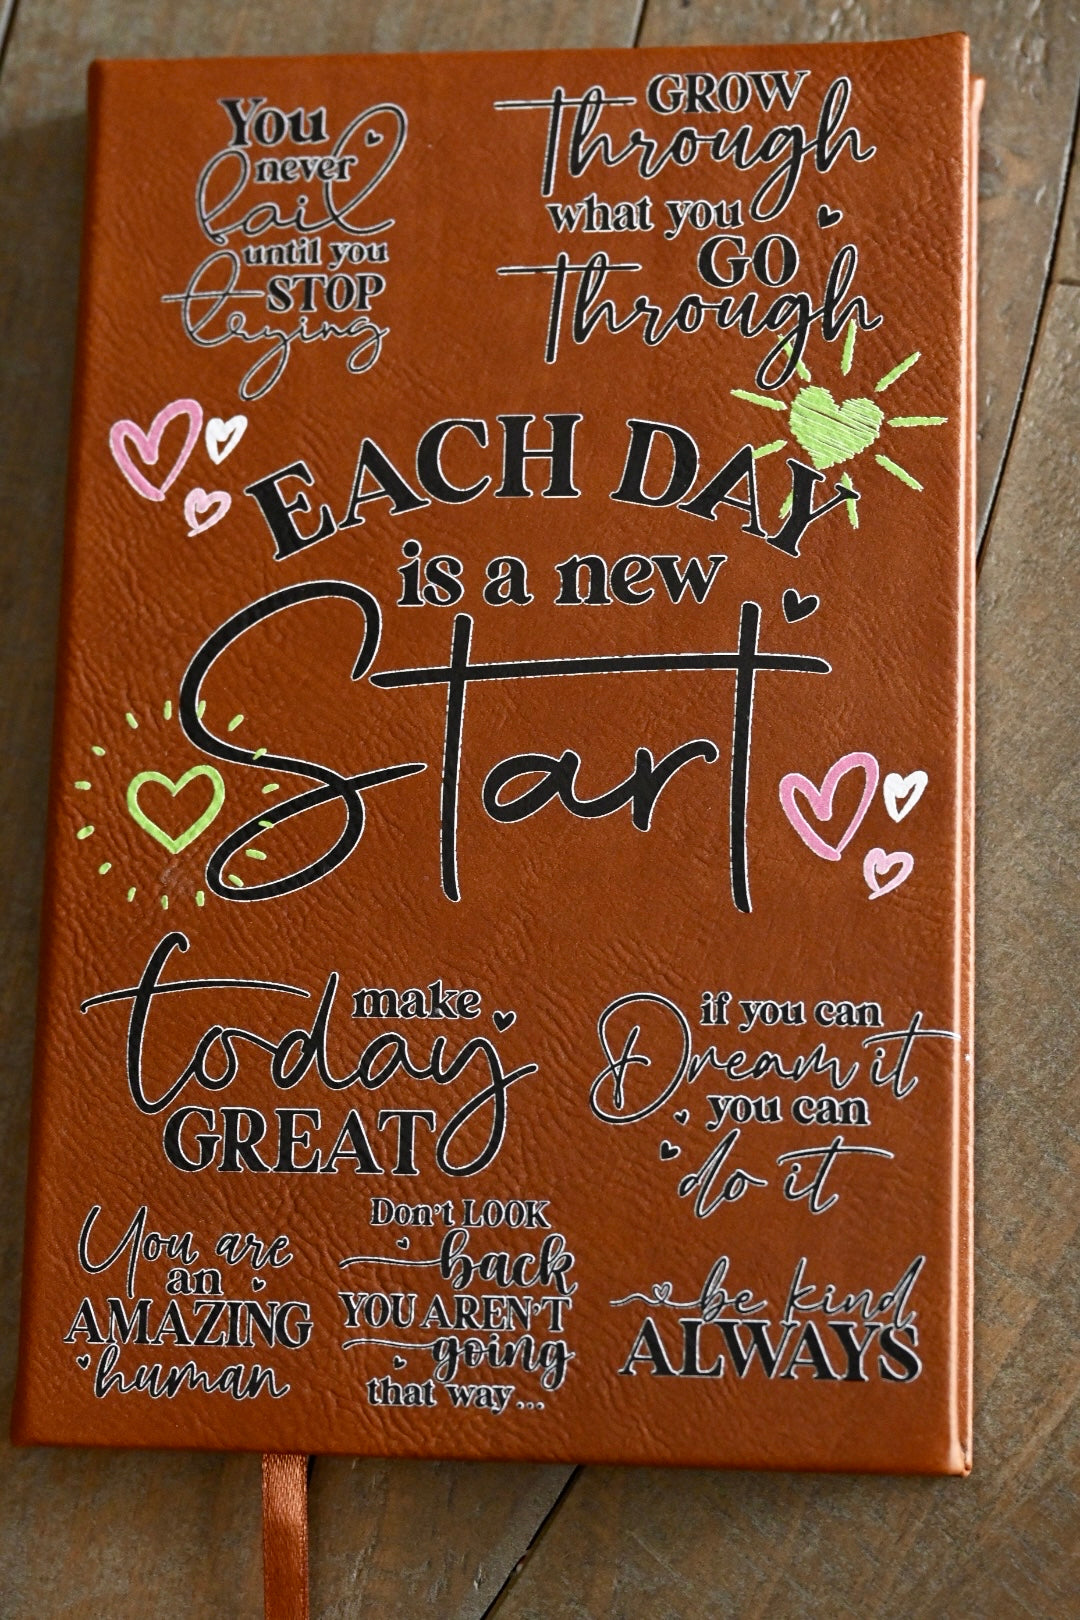 You
never
fail
until you
STOP
trying
GROW
Through
what you
GO
Through
EACH DAY
is a new
Start
make
today
GREAT
if you can
Dream it
you can
do it
You are
an
AMAZING
human
Don't LOOK
back
YOU AREN'T
going
that way...
be kind
ALWAYS